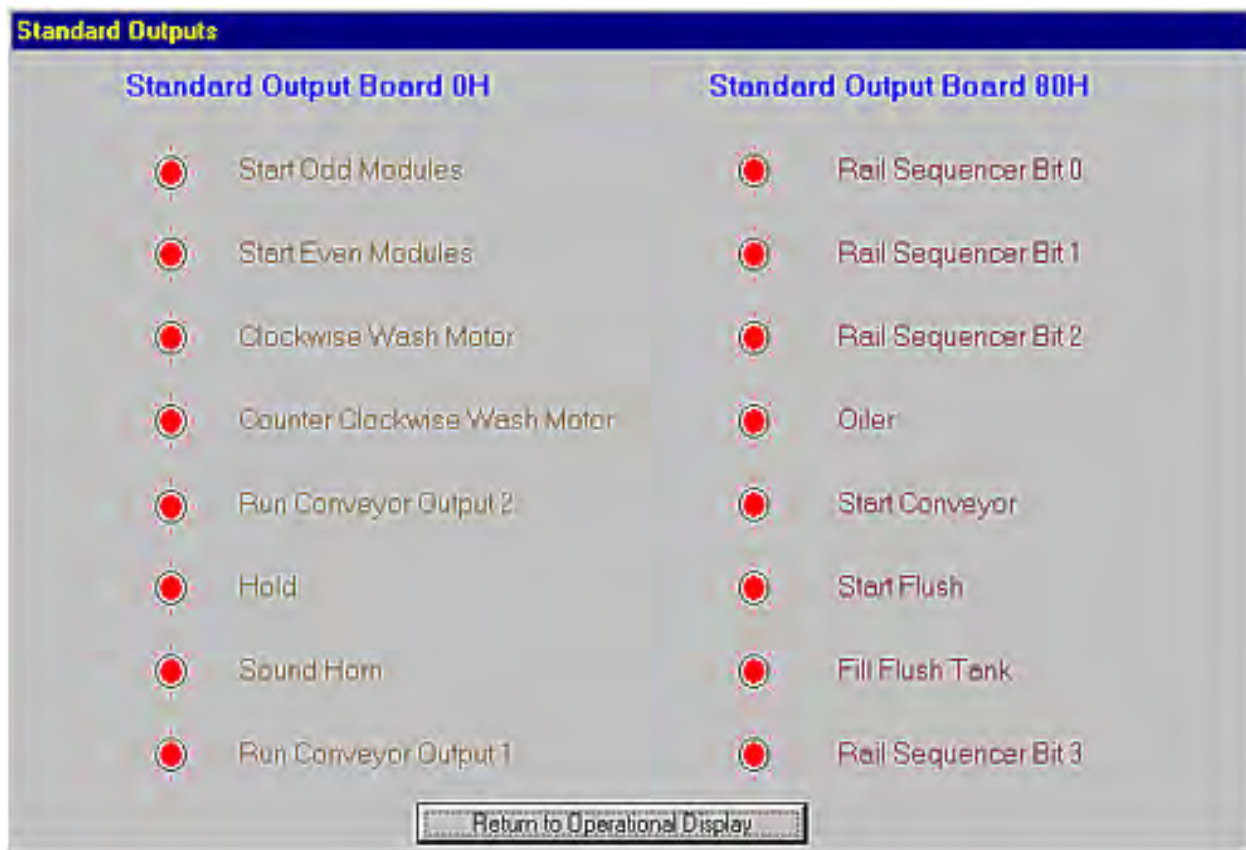 Standard Outputs
Standard Output Board 0H
Start Odd Modules
Start Even Modules
Clockwise Wash Motor
Counter Clockwise Wash Motor
Run Conveyor Output 2
Hold
Sound Horn
Run Conveyor Output 1
Standard Output Board 80H
Rail Sequencer Bit 0
Rail Sequencer Bit 1
Rail Sequencer Bit 2
Oiler
Start Conveyor
Start Flush
Fill Flush Tank
Rail Sequencer Bit 3
Return to Operational Display